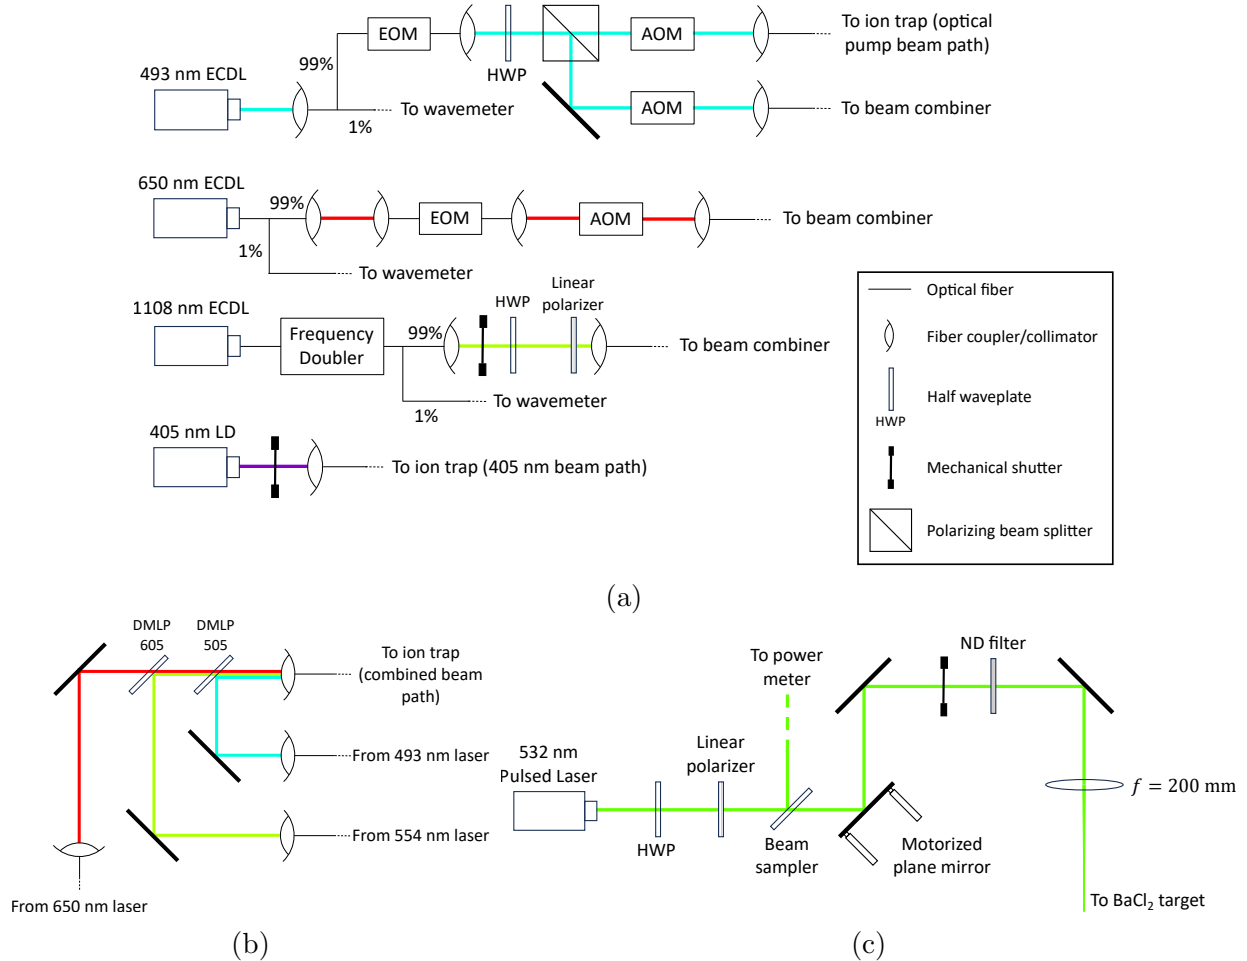 To ion trap (optical
pump beam path)
EOM
AOM
HWP
99%
493 nm ECDL
To wavemeter
1%
AOM
To beam combiner
650 nm ECDL
99%
EOM
AOM
To beam combiner
1%
To wavemeter
1108 nm ECDL
Frequency
Doubler
99%
HWP
Linear
polarizer
To beam combiner
To wavemeter
1%
405 nm LD
To ion trap (405 nm beam path)
Optical fiber
Fiber coupler/collimator
Half waveplate
HWP
Mechanical shutter
Polarizing beam splitter
(a)
DMLP
605
DMLP
505
To ion trap
(combined beam
path)
From 493 nm laser
From 554 nm laser
From 650 nm laser
(b)
To power
meter
ND filter
532 nm
Pulsed Laser
Linear
polarizer
HWP
Beam
sampler
Motorized
plane mirror
f = 200 mm
To BaCl₂ target
(c)